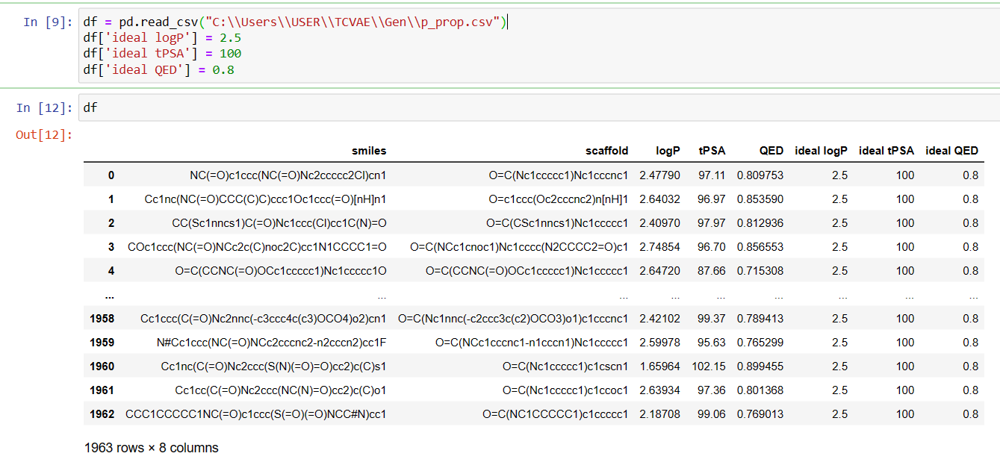 In [9]: df = pd.read_csv("C:\\Users\\USER\\TCVAE\\Gen\\p_prop.csv")
df['ideal logP'] = 2.5
df['ideal tPSA'] = 100
df['ideal QED'] = 0.8
In [12]: df
Out[12]:
smiles scaffold logP tPSA QED ideal logP ideal tPSA ideal QED
0 NC(=O)c1ccc(NC(=O)Nc2ccccc2Cl)cn1 O=C(Nc1ccccc1)Nc1cccnc1 2.47790 97.11 0.809753 2.5 100 0.8
1 Cc1nc(NC(=O)CCC(C)C)ccc1Oc1ccc(=O)[nH]n1 O=c1ccc(Oc2cccnc2)n[nH]1 2.64032 96.97 0.853590 2.5 100 0.8
2 CC(Sc1nncs1)C(=O)Nc1ccc(Cl)cc1C(N)=O O=C(CSc1nncs1)Nc1ccccc1 2.40970 97.97 0.812936 2.5 100 0.8
3 COc1ccc(NC(=O)NCc2c(C)noc2C)cc1N1CCCC1=O O=C(NCc1cnoc1)Nc1cccc(N2CCCC2=O)c1 2.74854 96.70 0.856553 2.5 100 0.8
4 O=C(CCNC(=O)OCc1ccccc1)Nc1ccccc1O O=C(CCNC(=O)OCc1ccccc1)Nc1ccccc1 2.64720 87.66 0.715308 2.5 100 0.8
... ... ... ... ... ... ... ... ...
1958 Cc1ccc(C(=O)Nc2nnc(-c3ccc4c(c3)OCO4)o2)cn1 O=C(Nc1nnc(-c2ccc3c(c2)OCO3)o1)c1cccnc1 2.42102 99.37 0.789413 2.5 100 0.8
1959 N#Cc1ccc(NC(=O)NCc2cccnc2-n2cccn2)cc1F O=C(NCc1cccnc1-n1cccn1)Nc1ccccc1 2.59978 95.63 0.765299 2.5 100 0.8
1960 Cc1nc(C(=O)Nc2ccc(S(N)(=O)=O)cc2)c(C)s1 O=C(Nc1ccccc1)c1cscn1 1.65964 102.15 0.899455 2.5 100 0.8
1961 Cc1cc(C(=O)Nc2ccc(NC(N)=O)cc2)c(C)o1 O=C(Nc1ccccc1)c1ccoc1 2.63934 97.36 0.801368 2.5 100 0.8
1962 CCC1CCCCC1NC(=O)c1ccc(S(=O)(=O)NCC#N)cc1 O=C(NC1CCCCC1)c1ccccc1 2.18708 99.06 0.769013 2.5 100 0.8
1963 rows × 8 columns